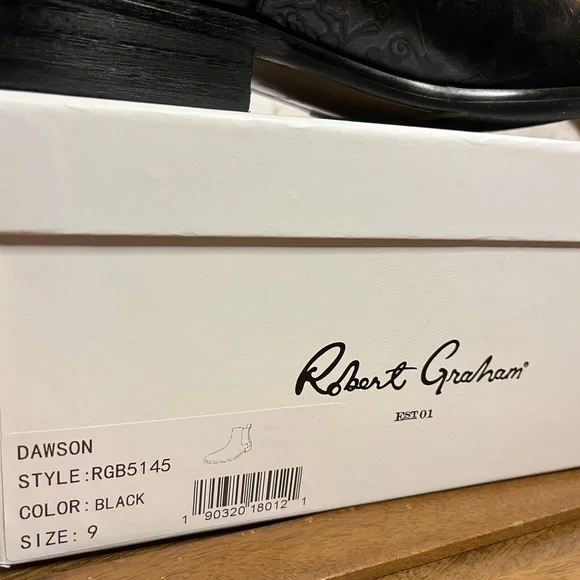 Robert Graham®
EST 01
DAWSON
STYLE:RGB5145
COLOR: BLACK
SIZE: 9
1 90320 18012 1